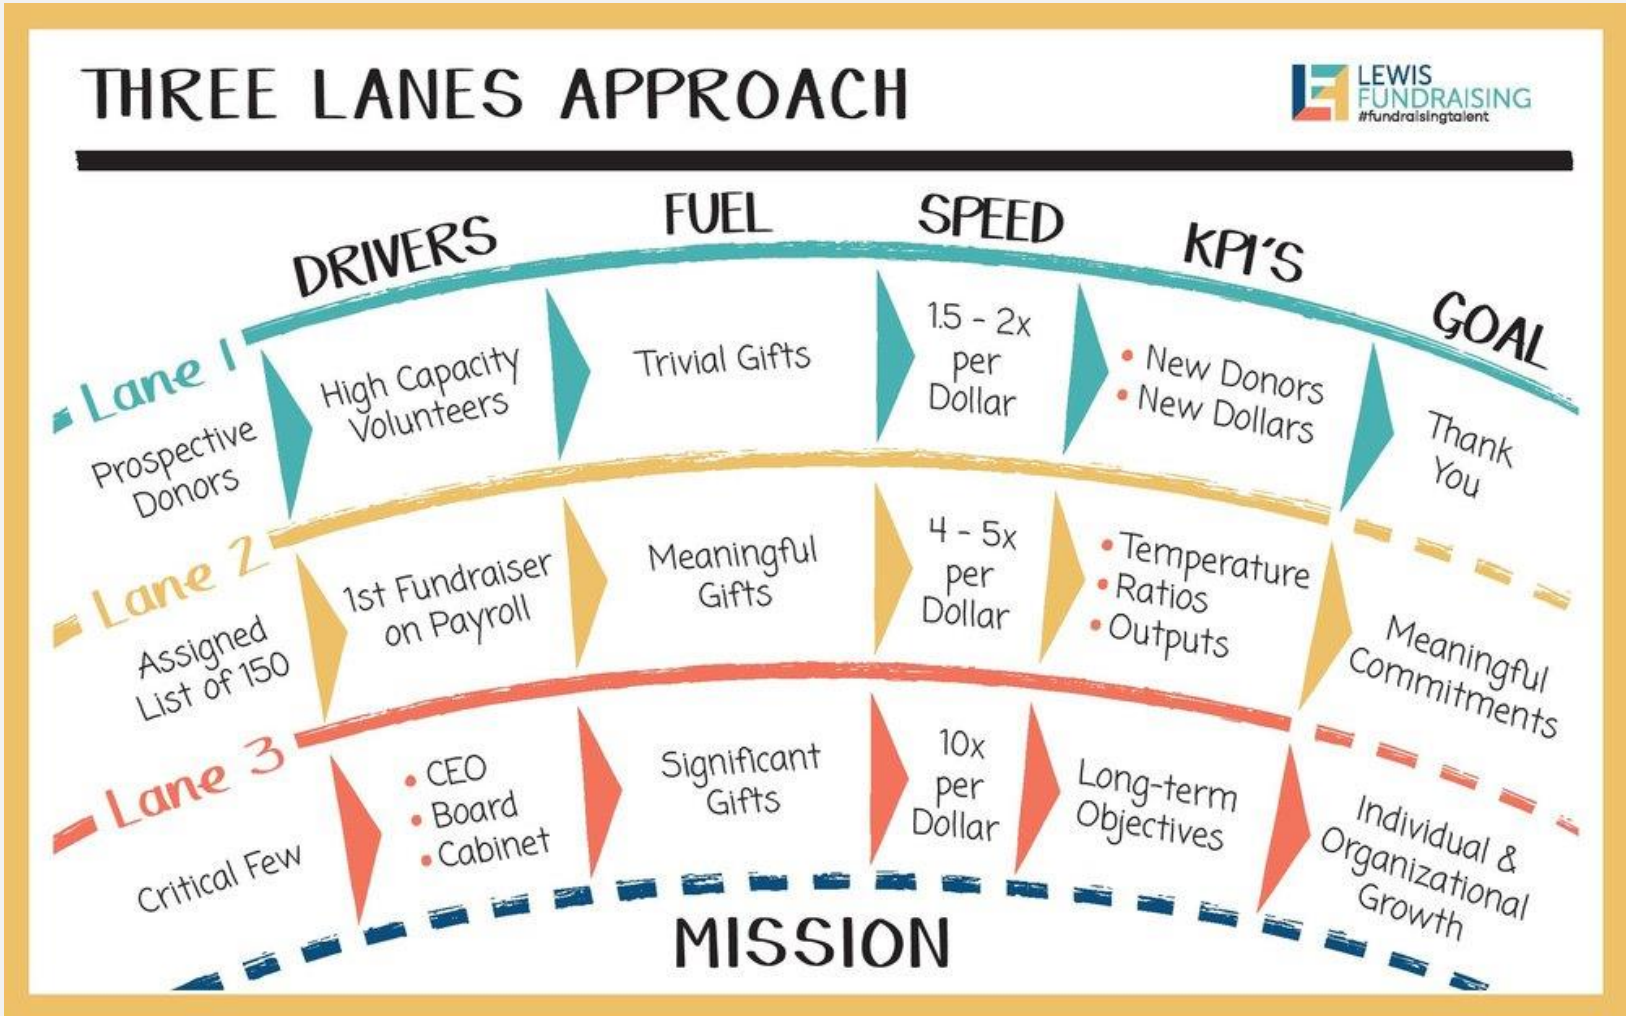 THREE LANES APPROACH
LEWIS
FUNDRAISING
#fundraisingtalent
DRIVERS
FUEL
SPEED
KPI'S
GOAL
Lane 1
Prospective
Donors
High Capacity
Volunteers
Trivial Gifts
1.5 - 2x
per
Dollar
• New Donors
• New Dollars
Thank
You
Lane 2
Assigned
List of 150
1st Fundraiser
on Payroll
Meaningful
Gifts
4 - 5x
per
Dollar
• Temperature
• Ratios
• Outputs
Meaningful
Commitments
Lane 3
Critical Few
• CEO
• Board
• Cabinet
Significant
Gifts
10x
per
Dollar
Long-term
Objectives
Individual &
Organizational
Growth
MISSION